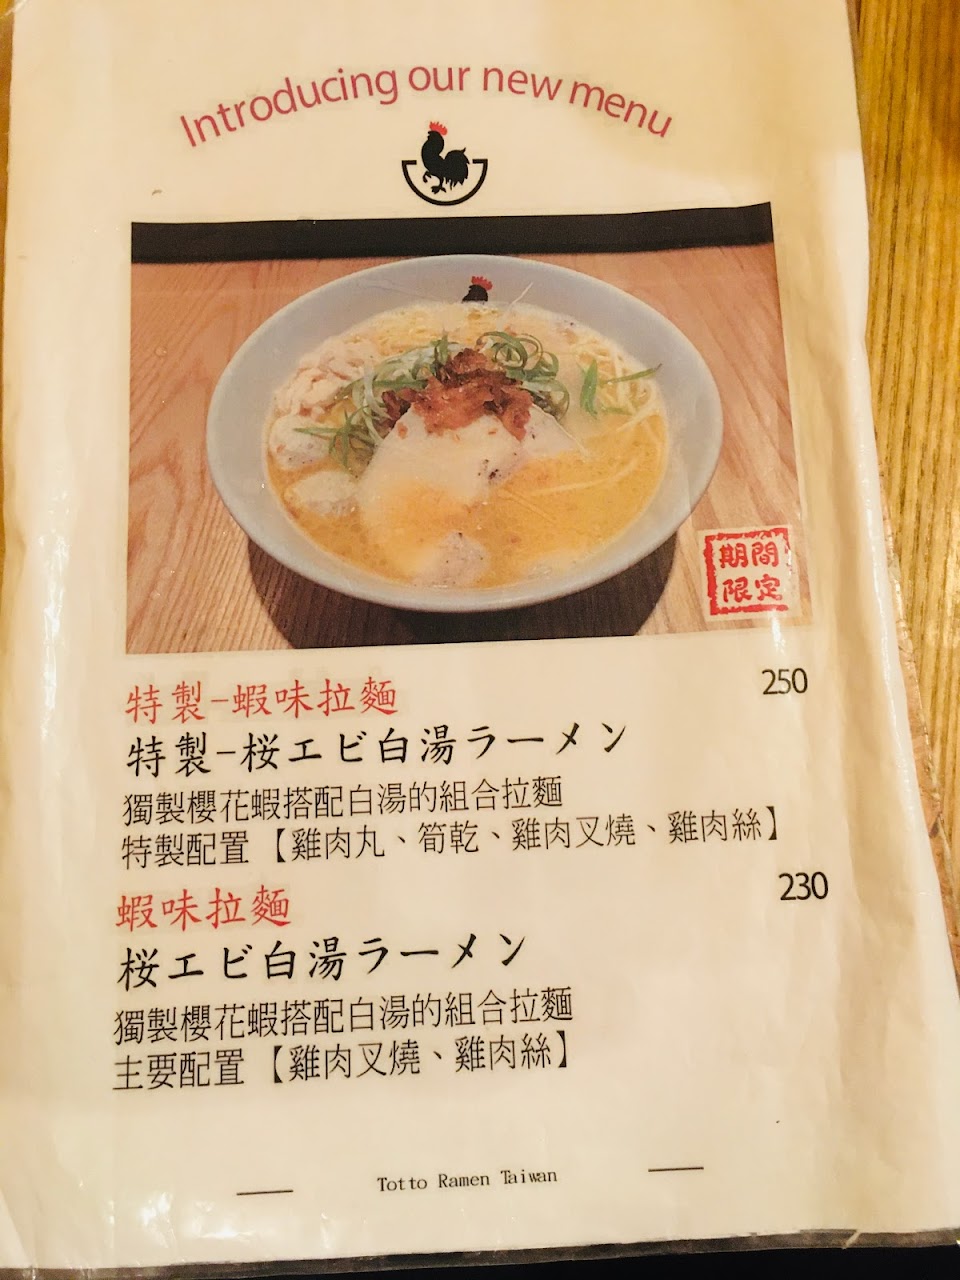 Introducing our new menu
期間
限定
特製-蝦味拉麵
250
特製-桜エビ白湯ラーメン
獨製櫻花蝦搭配白湯的組合拉麵
特製配置【雞肉丸、筍乾、雞肉叉燒、雞肉絲】
蝦味拉麵
230
桜エビ白湯ラーメン
獨製櫻花蝦搭配白湯的組合拉麵
主要配置【雞肉叉燒、雞肉絲】
Totto Ramen Taiwan